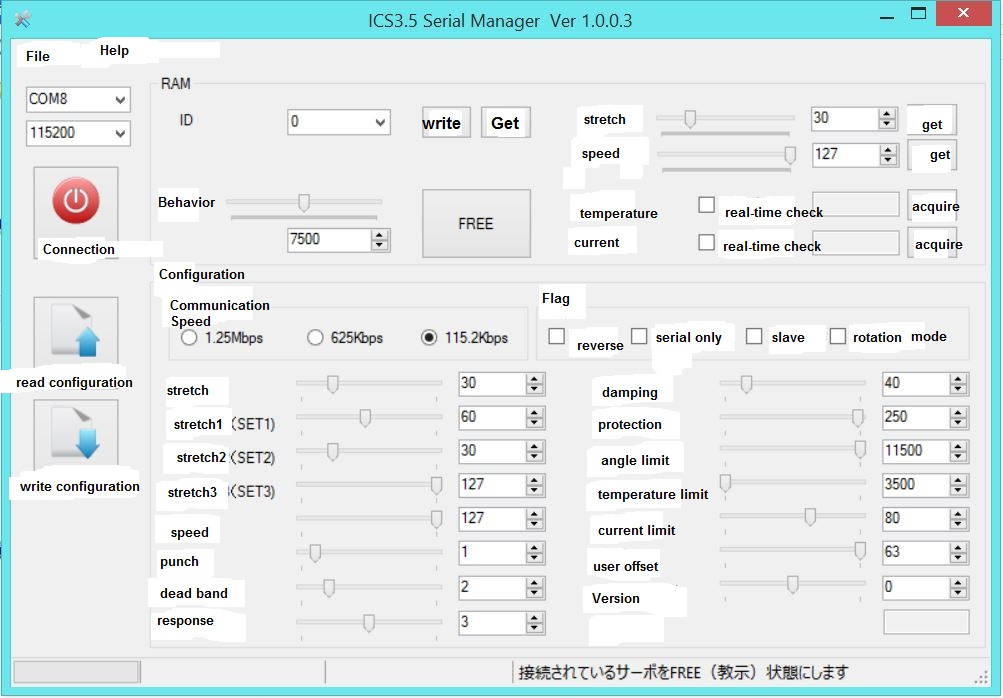 ICS3.5 Serial Manager Ver 1.0.0.3
File Help
COM8
115200
Connection
read configuration
write configuration
RAM
ID 0 write Get
stretch 30 get
speed 127 get
Behavior
7500
FREE
temperature real-time check acquire
current real-time check acquire
Configuration
Communication
Speed
1.25Mbps 625Kbps 115.2Kbps
Flag
reverse serial only slave rotation mode
stretch 30
stretch1 (SET1) 60
stretch2 (SET2) 30
stretch3 (SET3) 127
speed 127
punch 1
dead band 2
response 3
damping 40
protection 250
angle limit 11500
temperature limit 3500
current limit 80
user offset 63
Version 0
接続されているサーボをFREE（教示）状態にします